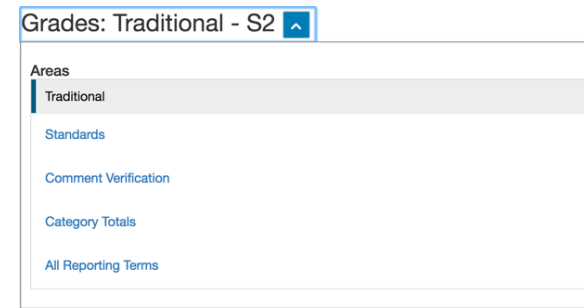 Grades: Traditional - S2
Areas
Traditional
Standards
Comment Verification
Category Totals
All Reporting Terms